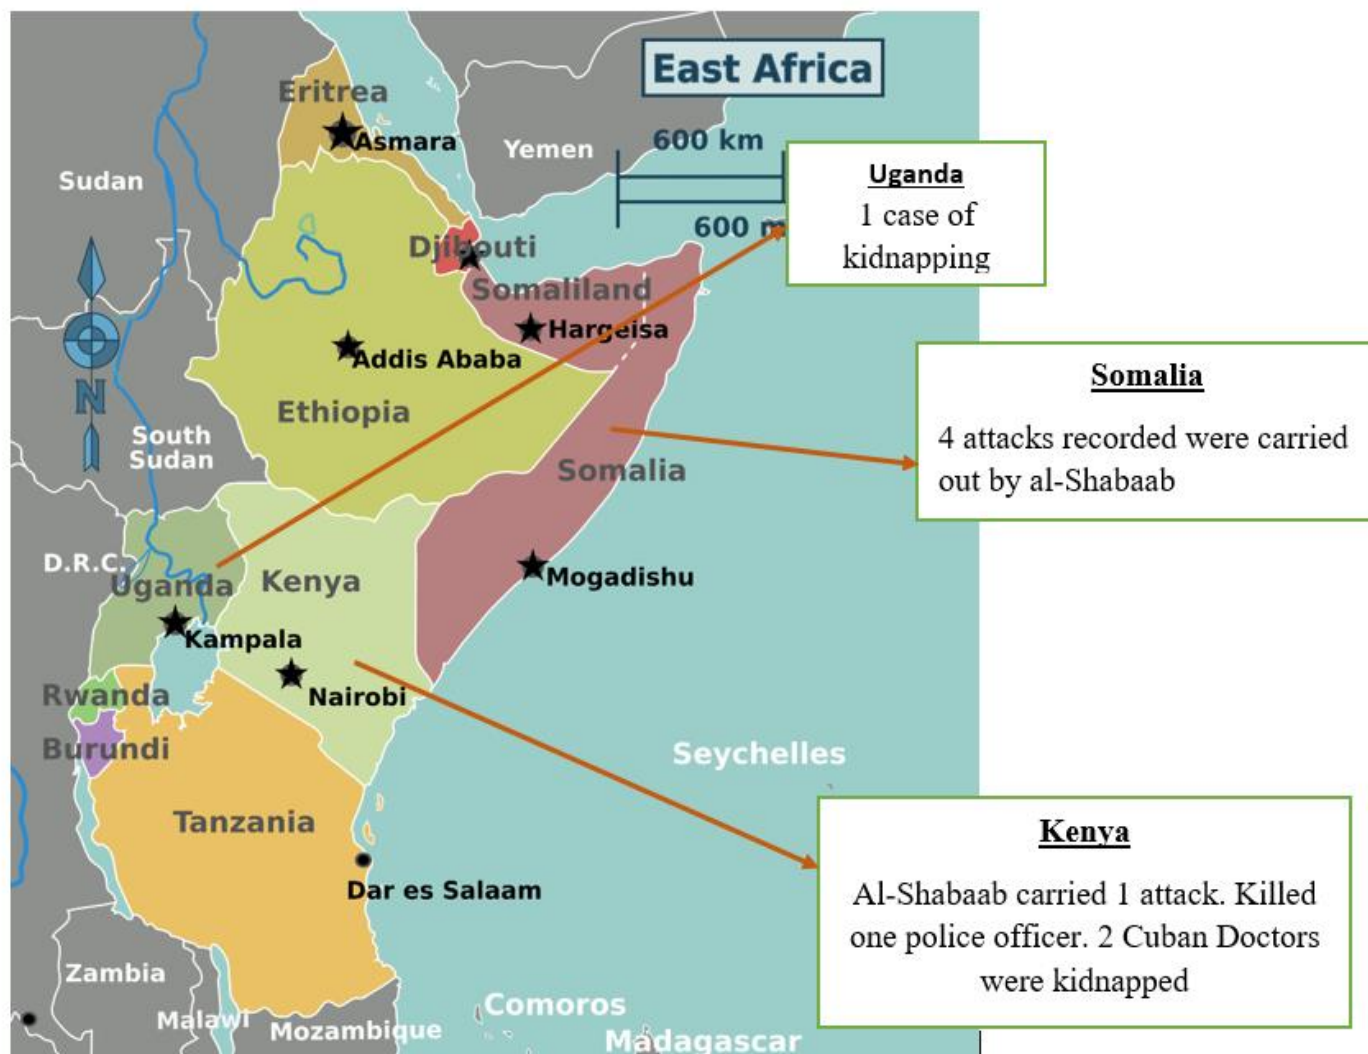 East Africa
Eritrea
Asmara
Yemen
600 km
Sudan
Uganda
1 case of
kidnapping
600 m
Djibouti
Somaliland
Hargeisa
Addis Ababa
Ethiopia
N
South
Sudan
Somalia
Somalia
4 attacks recorded were carried
out by al-Shabaab
D.R.C.
Uganda
Kenya
Mogadishu
Kampala
Nairobi
Rwanda
Burundi
Seychelles
Tanzania
Kenya
Al-Shabaab carried 1 attack. Killed
one police officer. 2 Cuban Doctors
were kidnapped
Dar es Salaam
Zambia
Malawi
Mozambique
Comoros
Madagascar